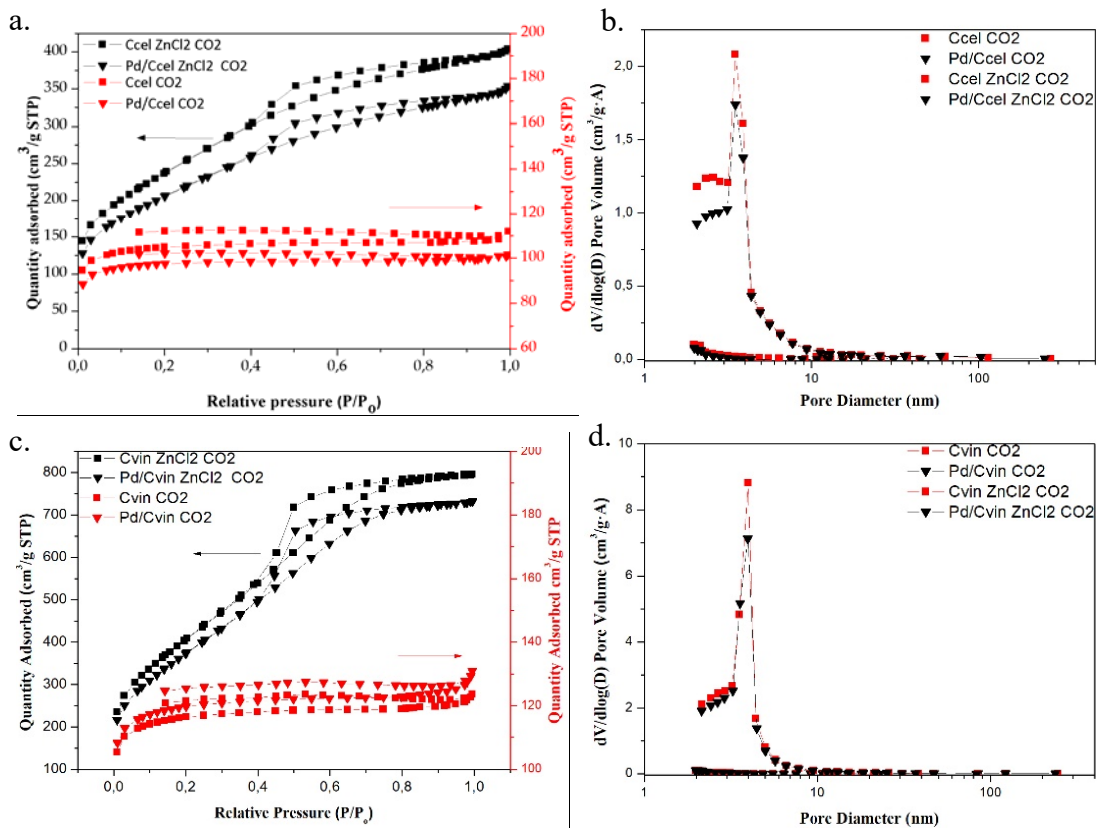 a.
Ccel ZnCl2 CO2
Pd/Ccel ZnCl2 CO2
Ccel CO2
Pd/Ccel CO2
Quantity adsorbed (cm3/g STP)
400
350
300
250
200
150
100
50
0
0,0 0,2 0,4 0,6 0,8 1,0
Relative pressure (P/P0)
200
180
160
140
120
100
80
60
Quantity adsorbed (cm3/g STP)
b.
Ccel CO2
Pd/Ccel CO2
Ccel ZnCl2 CO2
Pd/Ccel ZnCl2 CO2
dV/dlog(D) Pore Volume (cm3/g·A)
2,0
1,5
1,0
0,5
0,0
1 10 100
Pore Diameter (nm)
c.
Cvin ZnCl2 CO2
Pd/Cvin ZnCl2 CO2
Cvin CO2
Pd/Cvin CO2
Quantity Adsorbed (cm3/g STP)
800
700
600
500
400
300
200
100
0,0 0,2 0,4 0,6 0,8 1,0
Relative Pressure (P/P0)
200
190
180
170
160
150
140
130
120
110
100
Quantity Adsorbed cm3/g STP
d.
Cvin CO2
Pd/Cvin CO2
Cvin ZnCl2 CO2
Pd/Cvin ZnCl2 CO2
dV/dlog(D) Pore Volume (cm3/g·A)
10
8
6
4
2
0
1 10 100
Pore Diameter (nm)